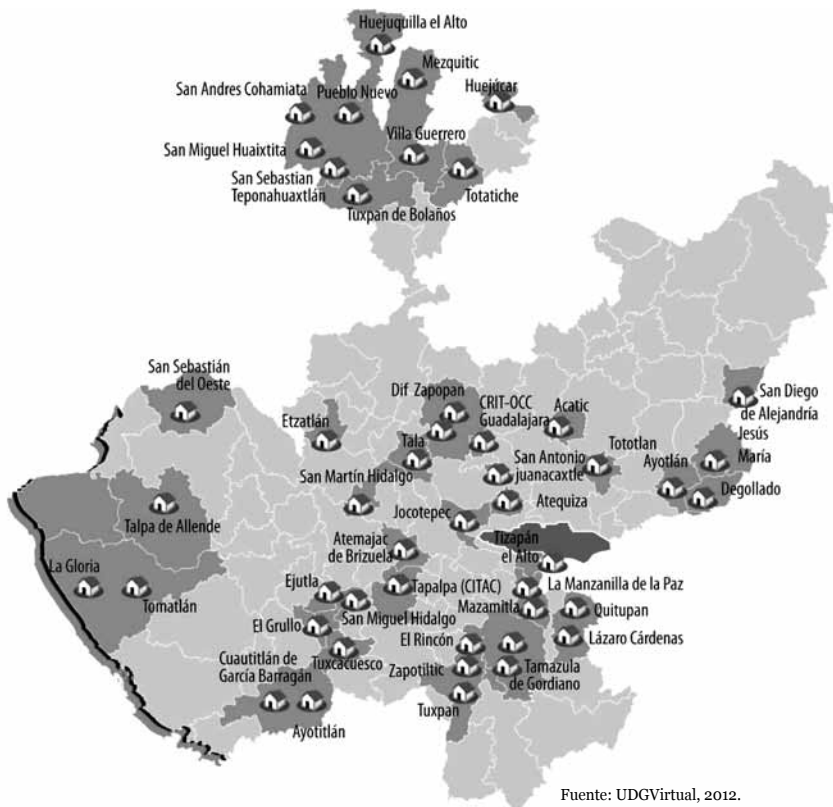 Huejuquilla el Alto
Mezquitic
San Andres Cohamiata
Pueblo Nuevo
Huejúcar
Villa Guerrero
San Miguel Huaixtita
San Sebastian
Teponahuaxtlán
Totatiche
Tuxpan de Bolaños
San Sebastián
del Oeste
Dif Zapopan
CRIT-OCC
Guadalajara
Acatic
San Diego
de Alejandría
Etzatlán
Tala
Tototlan
Jesús
María
San Antonio
juanacaxtle
Ayotlán
San Martín Hidalgo
Degollado
Talpa de Allende
Jocotepec
Atequiza
Atemajac
de Brizuela
Tizapán
el Alto
La Gloria
Tomatlán
Ejutla
Tapalpa (CITAC)
La Manzanilla de la Paz
Mazamitla
Quitupan
San Miguel Hidalgo
El Grullo
El Rincón
Lázaro Cárdenas
Tuxcacuesco
Cuautitlán de
García Barragán
Zapotiltic
Tamazula
de Gordiano
Ayotitlán
Tuxpan
Fuente: UDGVirtual, 2012.